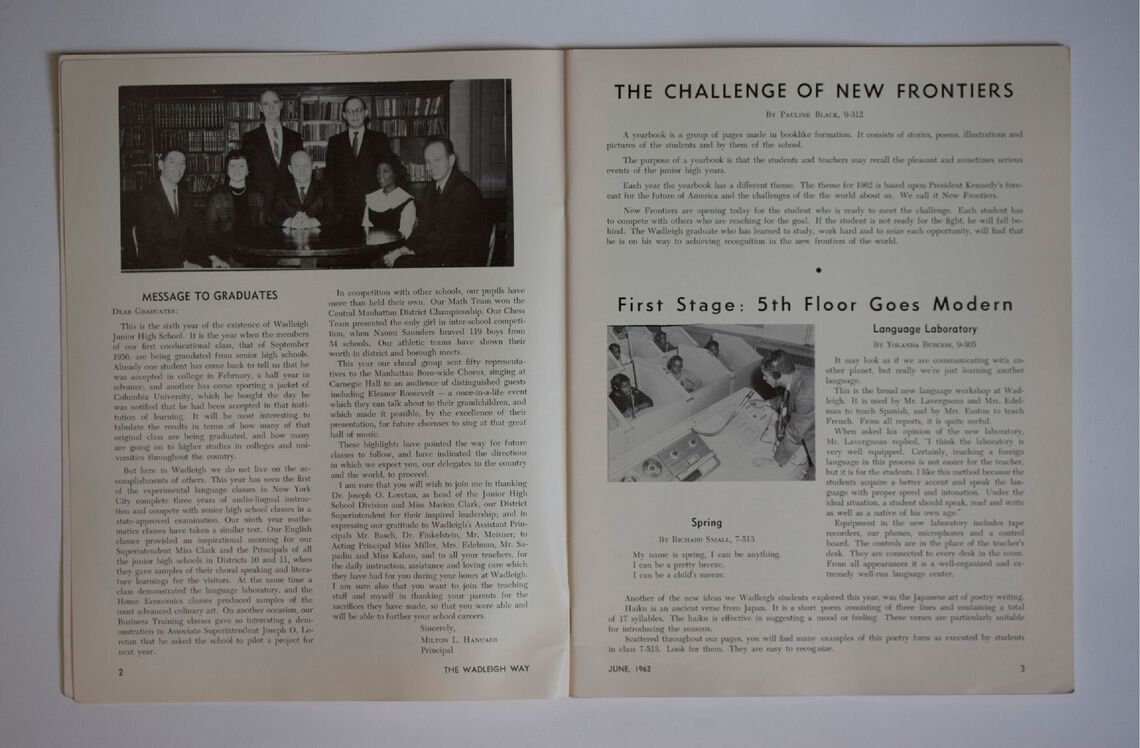 MESSAGE TO GRADUATES
DEAR GRADUATES:
This is the sixth year of the existence of Wadleigh
Junior High School. It is the year when the members
of our first coeducational class, that of September
1956, are being graudated from senior high schools.
Already one student has come back to tell us that he
was accepted in college in February, a half year in
advance; and another has come sporting a jacket of
Columbia University, which he bought the day he
was notified that he had been accepted in that insti-
tution of learning. It will be most interesting to
tabulate the results in terms of how many of that
original class are being graduated, and how many
are going on to higher studies in colleges and uni-
versities throughout the country.
But here in Wadleigh we do not live on the ac-
complishments of others. This year has seen the first
of the experimental language classes in New York
City complete three years of audio-lingual instruc-
tion and compete with senior high school classes in a
state-approved examination. Our ninth year mathe-
matics classes have taken a similar test. Our English
classes provided an inspirational morning for our
Superintendent Miss Clark and the Principals of all
the junior high schools in Districts 10 and 11, when
they gave samples of their choral speaking and litera-
ture learnings for the visitors. At the same time a
class demonstrated the language laboratory, and the
Home Economics classes produced samples of the
most advanced culinary art. On another occasion, our
Business Training classes gave so interesting a dem-
onstration to Associate Superintendent Joseph O. Lo-
retan that he asked the school to pilot a project for
next year.
In competition with other schools, our pupils have
more than held their own. Our Math Team won the
Central Manhattan District Championship. Our Chess
Team presented the only girl in inter-school competi-
tion, when Naomi Saunders braved 119 boys from
34 schools. Our athletic teams have shown their
worth in district and borough meets.
This year our choral group sent fifty representa-
tives to the Manhattan Boro-wide Chorus, singing at
Carnegie Hall to an audience of distinguished guests
including Eleanor Roosevelt — a once-in-a-life event
which they can talk about to their grandchildren, and
which made it possible, by the excellence of their
presentation, for future choruses to sing at that great
hall of music.
These highlights have pointed the way for future
classes to follow, and have indicated the directions
in which we expect you, our delegates to the country
and the world, to proceed.
I am sure that you will wish to join me in thanking
Dr. Joseph O. Loretan, as head of the Junior High
School Division and Miss Marion Clark, our District
Superintendent for their inspired leadership; and in
expressing our gratitude to Wadleigh's Assistant Prin-
cipals Mr. Basch, Dr. Finkelstein, Mr. Meisner; to
Acting Principal Miss Miller, Mrs. Edelman, Mr. Sa-
padin and Miss Kahan, and to all your teachers, for
the daily instruction, assistance and loving care which
they have had for you during your hours at Wadleigh.
I am sure also that you want to join the teaching
staff and myself in thanking your parents for the
sacrifices they have made, so that you were able and
will be able to further your school careers.
Sincerely,
MILTON L. HANUAER
Principal
2
THE WADLEIGH WAY
THE CHALLENGE OF NEW FRONTIERS
BY PAULINE BLACK, 9-312
A yearbook is a group of pages made in booklike formation. It consists of stories, poems, illustrations and
pictures of the students and by them of the school.
The purpose of a yearbook is that the students and teachers may recall the pleasant and sometimes serious
events of the junior high years.
Each year the yearbook has a different theme. The theme for 1962 is based upon President Kennedy's fore-
cast for the future of America and the challenges of the the world about us. We call it New Frontiers.
New Frontiers are opening today for the student who is ready to meet the challenge. Each student has
to compete with others who are reaching for the goal. If the student is not ready for the fight, he will fall be-
hind. The Wadleigh graduate who has learned to study, work hard and to seize each opportunity, will find that
he is on his way to achieving recognition in the new frontiers of the world.
First Stage: 5th Floor Goes Modern
Language Laboratory
BY YOLANDA BURGESS, 9-305
It may look as if we are communicating with an-
other planet, but really we're just learning another
language.
This is the broad new language workshop at Wad-
leigh. It is used by Mr. Lavergneau and Mrs. Edel-
man to teach Spanish, and by Mrs. Easton to teach
French. From all reports, it is quite useful.
When asked his opinion of the new laboratory,
Mr. Lavergneau replied, "I think the laboratory is
very well equipped. Certainly, teaching a foreign
language in this process is not easier for the teacher,
but it is for the students. I like this method because the
students acquire a better accent and speak the lan-
guage with proper speed and intonation. Under the
ideal situation, a student should speak, read and write
as well as a native of his own age."
Equipment in the new laboratory includes tape
recorders, ear phones, microphones and a control
board. The controls are in the place of the teacher's
desk. They are connected to every desk in the room.
From all appearances it is a well-organized and ex-
tremely well-run language center.
Spring
BY RICHARD SMALL, 7-513
My name is spring, I can be anything.
I can be a pretty breeze,
I can be a child's sneeze.
Another of the new ideas we Wadleigh students explored this year, was the Japanese art of poetry writing.
Haiku is an ancient verse from Japan. It is a short poem consisting of three lines and containing a total
of 17 syllables. The haiku is effective in suggesting a mood or feeling. These verses are particularly suitable
for introducing the seasons.
Scattered throughout our pages, you will find many examples of this poetry form as executed by students
in class 7-513. Look for them. They are easy to recognize.
JUNE, 1962
3